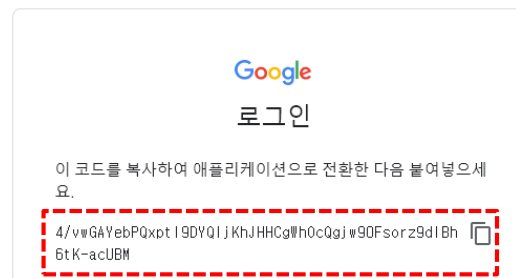 Google
로그인
이 코드를 복사하여 애플리케이션으로 전환한 다음 붙여넣으세
요.
4/vwGAYebPQxptI9DYQIjKhJHHCgWhOcQgjw9OFsorz9dIBh
6tK-acUBM